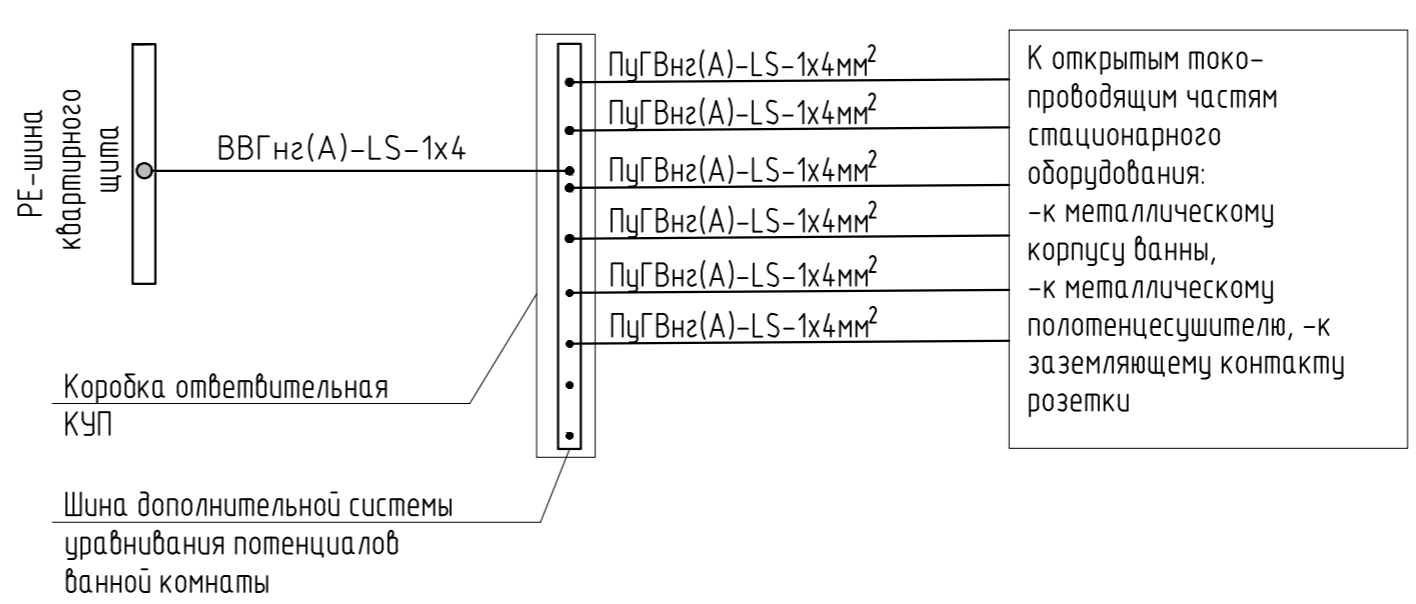 PE-шина
квартирного
щита
ВВГнг(А)-LS-1х4
ПуГВнг(А)-LS-1х4мм²
ПуГВнг(А)-LS-1х4мм²
ПуГВнг(А)-LS-1х4мм²
ПуГВнг(А)-LS-1х4мм²
ПуГВнг(А)-LS-1х4мм²
ПуГВнг(А)-LS-1х4мм²
К открытым токо-
проводящим частям
стационарного
оборудования:
-к металлическому
корпусу ванны,
-к металлическому
полотенцесушителю, -к
заземляющему контакту
розетки
Коробка ответвительная
КУП
Шина дополнительной системы
уравнивания потенциалов
ванной комнаты